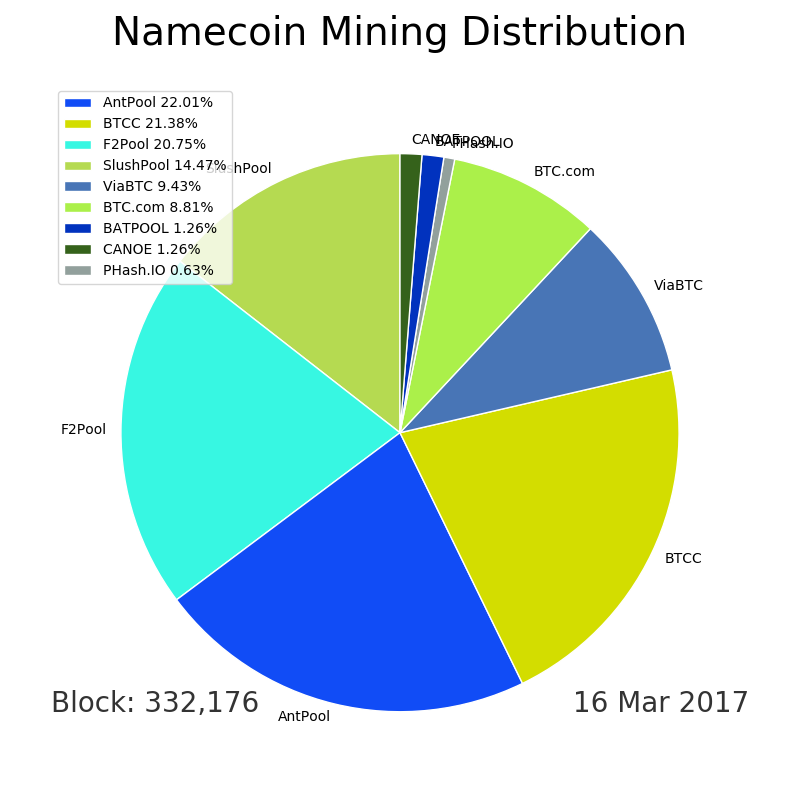 Namecoin Mining Distribution
AntPool 22.01%
BTCC 21.38%
F2Pool 20.75%
SlushPool 14.47%
ViaBTC 9.43%
BTC.com 8.81%
BATPOOL 1.26%
CANOE 1.26%
PHash.IO 0.63%
CANOE
BATPOOL
PHash.IO
SlushPool
BTC.com
ViaBTC
F2Pool
BTCC
AntPool
Block: 332,176
16 Mar 2017